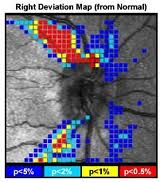 Right Deviation Map (from Normal)
p<5% p<2% p<1% p<0.5%